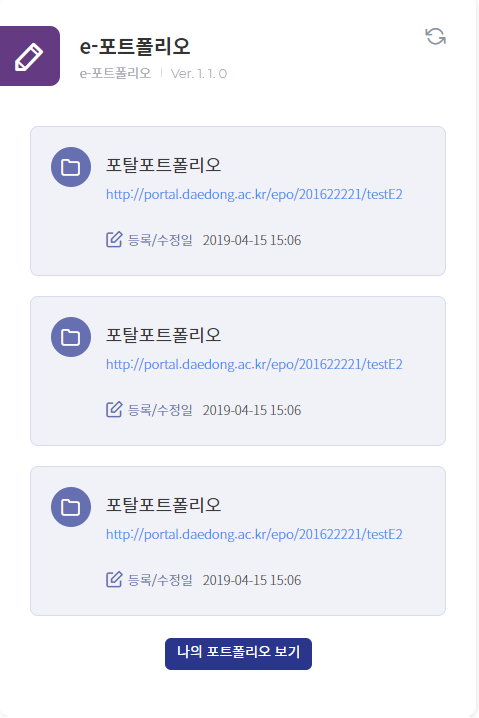 e-포트폴리오
e-포트폴리오 | Ver. 1. 1. 0
포탈포트폴리오
http://portal.daedong.ac.kr/epo/201622221/testE2
등록/수정일 2019-04-15 15:06
포탈포트폴리오
http://portal.daedong.ac.kr/epo/201622221/testE2
등록/수정일 2019-04-15 15:06
포탈포트폴리오
http://portal.daedong.ac.kr/epo/201622221/testE2
등록/수정일 2019-04-15 15:06
나의 포트폴리오 보기